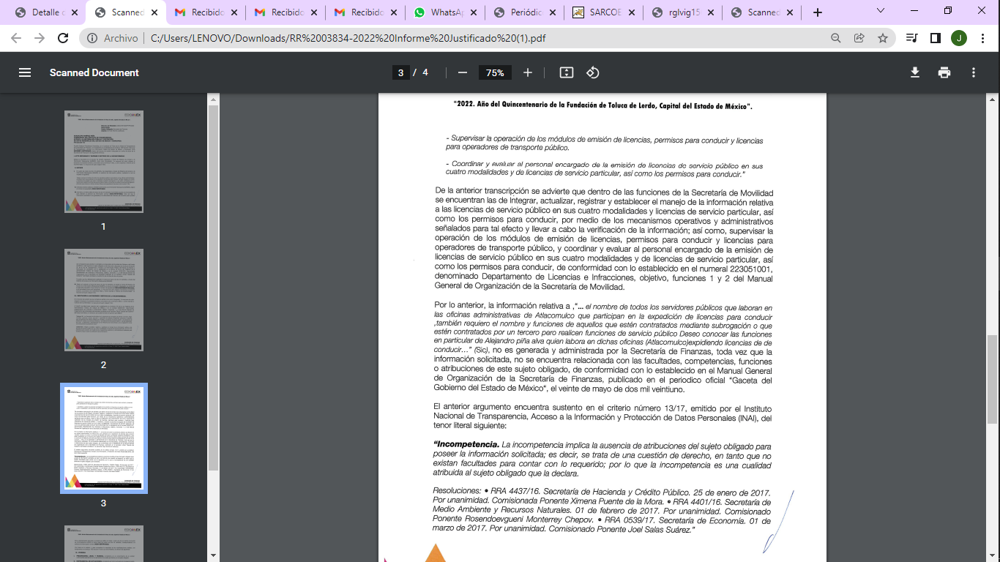 Detalle d
Scanned
Recibido
Recibido
Recibido
WhatsAp
Periódic
SARCOE
rglvig15
Scanned
Archivo
C:/Users/LENOVO/Downloads/RR%2003834-2022%20Informe%20Justificado%20(1).pdf
J
Scanned Document
3 / 4
75%
"2022. Año del Quincentenario de la Fundación de Toluca de Lerdo, Capital del Estado de México".
- Supervisar la operación de los módulos de emisión de licencias, permisos para conducir y licencias
para operadores de transporte público.
- Coordinar y evaluar al personal encargado de la emisión de licencias de servicio público en sus
cuatro modalidades y de licencias de servicio particular, así como los permisos para conducir."
De la anterior transcripción se advierte que dentro de las funciones de la Secretaría de Movilidad
se encuentran las de Integrar, actualizar, registrar y establecer el manejo de la información relativa
a las licencias de servicio público en sus cuatro modalidades y licencias de servicio particular, así
como los permisos para conducir, por medio de los mecanismos operativos y administrativos
señalados para tal efecto y llevar a cabo la verificación de la información; así como, supervisar la
operación de los módulos de emisión de licencias, permisos para conducir y licencias para
operadores de transporte público, y coordinar y evaluar al personal encargado de la emisión de
licencias de servicio público en sus cuatro modalidades y de licencias de servicio particular, así
como los permisos para conducir, de conformidad con lo establecido en el numeral 223051001,
denominado Departamento de Licencias e Infracciones, objetivo, funciones 1 y 2 del Manual
General de Organización de la Secretaría de Movilidad.
Por lo anterior, la información relativa a ,"... el nombre de todos los servidores públicos que laboran en
las oficinas administrativas de Atlacomulco que participan en la expedición de licencias para conducir
,también requiero el nombre y funciones de aquellos que estén contratados mediante subrogación o que
estén contratados por un tercero pero realicen funciones de servicio público Deseo conocer las funciones
en particular de Alejandro piña alva quien labora en dichas oficinas (Atlacomulco)expidiendo licencias de de
conducir..." (Sic), no es generada y administrada por la Secretaría de Finanzas, toda vez que la
información solicitada, no se encuentra relacionada con las facultades, competencias, funciones
o atribuciones de este sujeto obligado, de conformidad con lo establecido en el Manual General
de Organización de la Secretaría de Finanzas, publicado en el periodico oficial "Gaceta del
Gobierno del Estado de México", el veinte de mayo de dos mil veintiuno.
El anterior argumento encuentra sustento en el criterio número 13/17, emitido por el Instituto
Nacional de Transparencia, Acceso a la Información y Protección de Datos Personales (INAI), del
tenor literal siguiente:
"Incompetencia. La incompetencia implica la ausencia de atribuciones del sujeto obligado para
poseer la información solicitada; es decir, se trata de una cuestión de derecho, en tanto que no
existan facultades para contar con lo requerido; por lo que la incompetencia es una cualidad
atribuida al sujeto obligado que la declara.
Resoluciones: • RRA 4437/16. Secretaría de Hacienda y Crédito Público. 25 de enero de 2017.
Por unanimidad. Comisionada Ponente Ximena Puente de la Mora. • RRA 4401/16. Secretaría de
Medio Ambiente y Recursos Naturales. 01 de febrero de 2017. Por unanimidad. Comisionado
Ponente Rosendoevgueni Monterrey Chepov. • RRA 0539/17. Secretaría de Economía. 01 de
marzo de 2017. Por unanimidad. Comisionado Ponente Joel Salas Suárez."
1
2
3